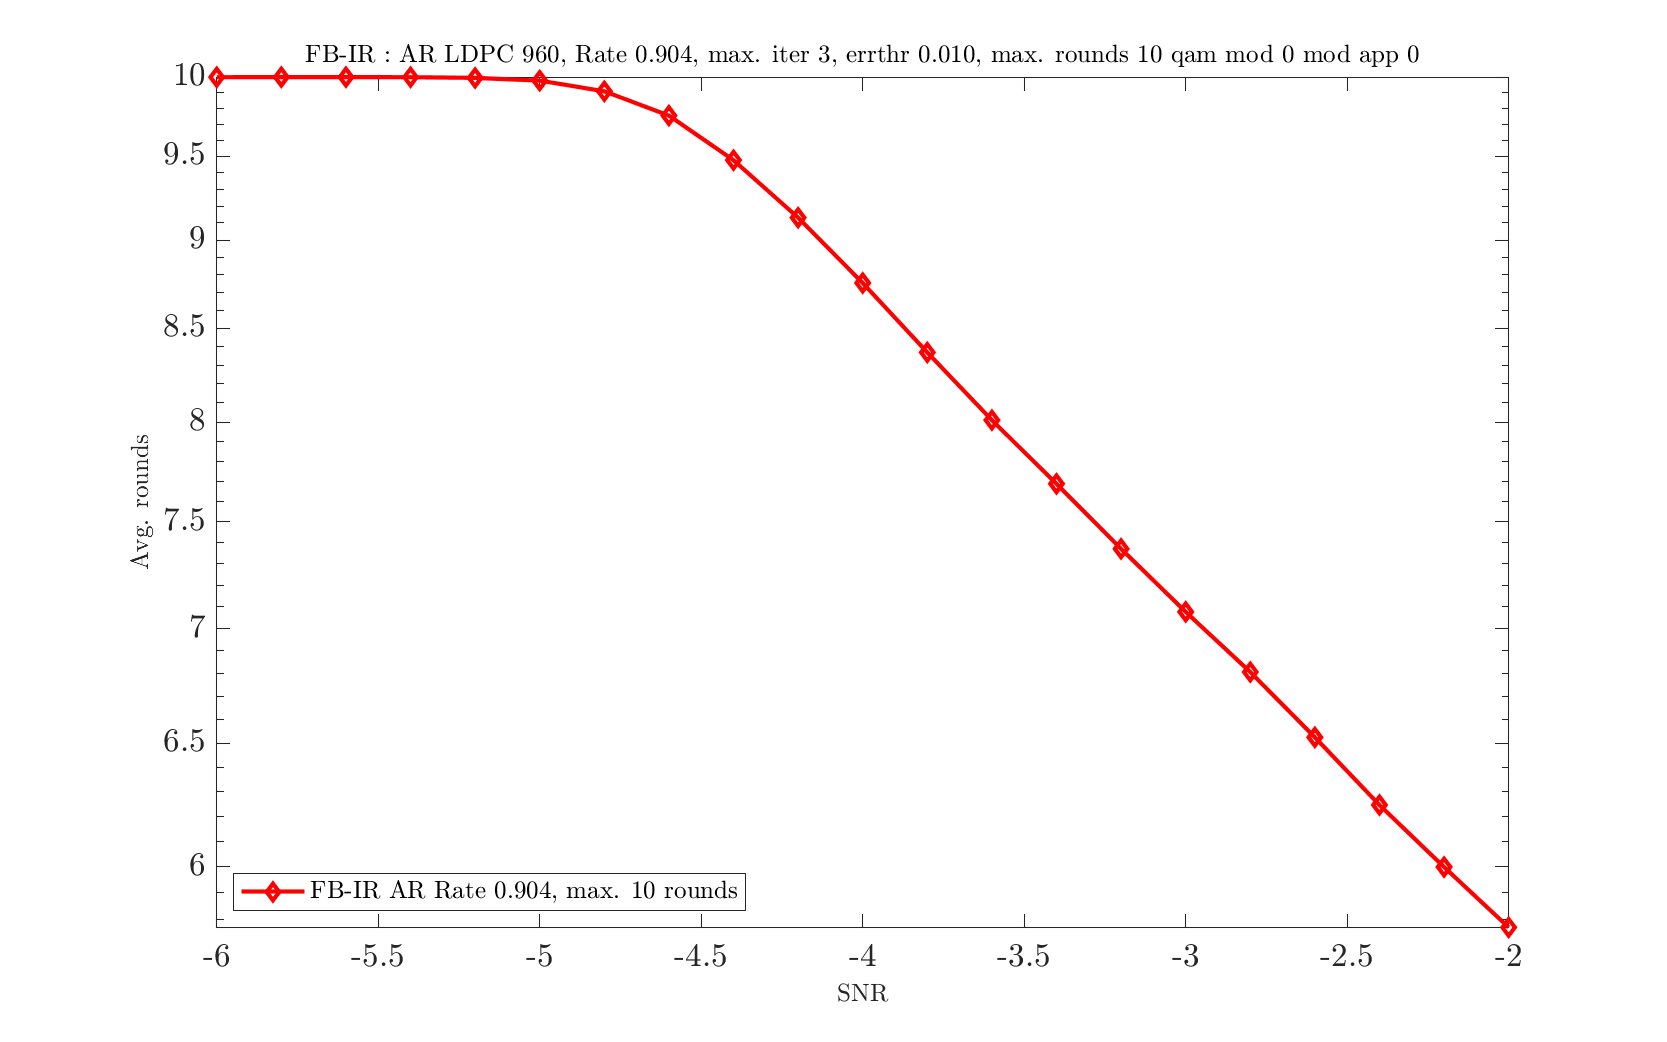 FB-IR : AR LDPC 960, Rate 0.904, max. iter 3, errthr 0.010, max. rounds 10 qam mod 0 mod app 0
10
9.5
9
8.5
8
7.5
7
6.5
6
Avg. rounds
FB-IR AR Rate 0.904, max. 10 rounds
-6 -5.5 -5 -4.5 -4 -3.5 -3 -2.5 -2
SNR